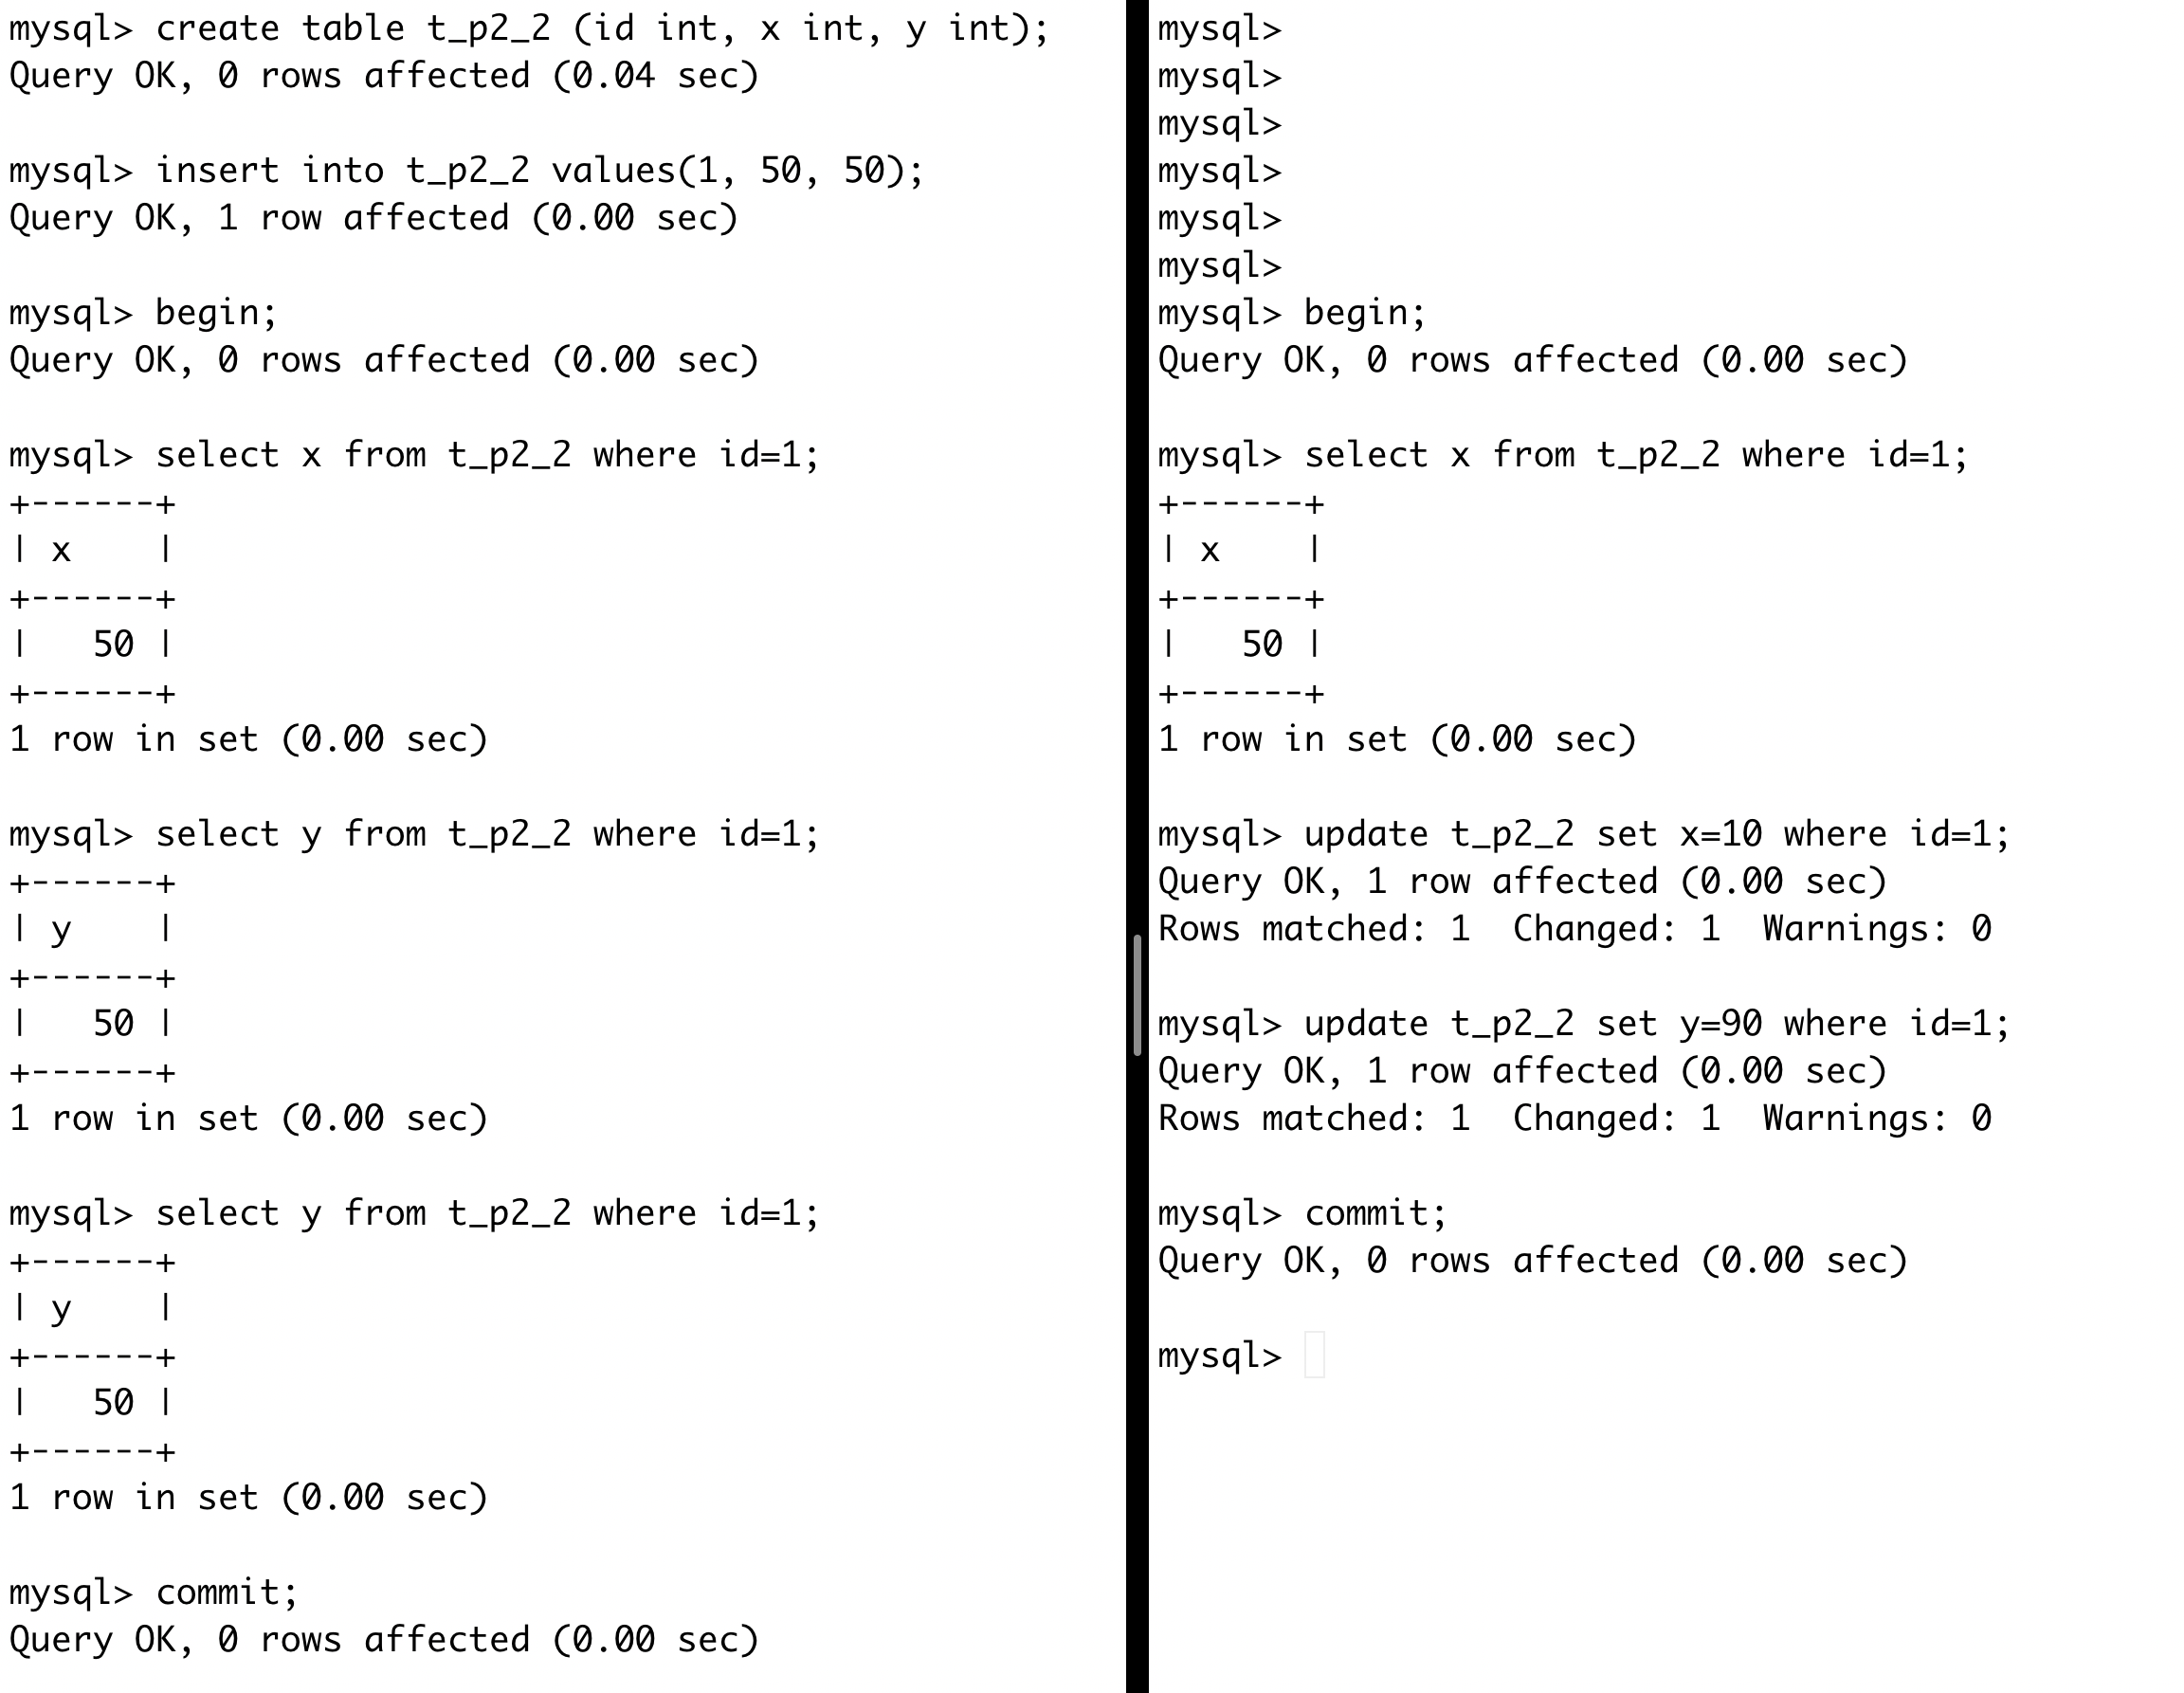 mysql> create table t_p2_2 (id int, x int, y int);
Query OK, 0 rows affected (0.04 sec)

mysql> insert into t_p2_2 values(1, 50, 50);
Query OK, 1 row affected (0.00 sec)

mysql> begin;
Query OK, 0 rows affected (0.00 sec)

mysql> select x from t_p2_2 where id=1;
+------+
| x    |
+------+
|   50 |
+------+
1 row in set (0.00 sec)

mysql> select y from t_p2_2 where id=1;
+------+
| y    |
+------+
|   50 |
+------+
1 row in set (0.00 sec)

mysql> select y from t_p2_2 where id=1;
+------+
| y    |
+------+
|   50 |
+------+
1 row in set (0.00 sec)

mysql> commit;
Query OK, 0 rows affected (0.00 sec)

mysql>
mysql>
mysql>
mysql>
mysql>
mysql>
mysql> begin;
Query OK, 0 rows affected (0.00 sec)

mysql> select x from t_p2_2 where id=1;
+------+
| x    |
+------+
|   50 |
+------+
1 row in set (0.00 sec)

mysql> update t_p2_2 set x=10 where id=1;
Query OK, 1 row affected (0.00 sec)
Rows matched: 1  Changed: 1  Warnings: 0

mysql> update t_p2_2 set y=90 where id=1;
Query OK, 1 row affected (0.00 sec)
Rows matched: 1  Changed: 1  Warnings: 0

mysql> commit;
Query OK, 0 rows affected (0.00 sec)

mysql>